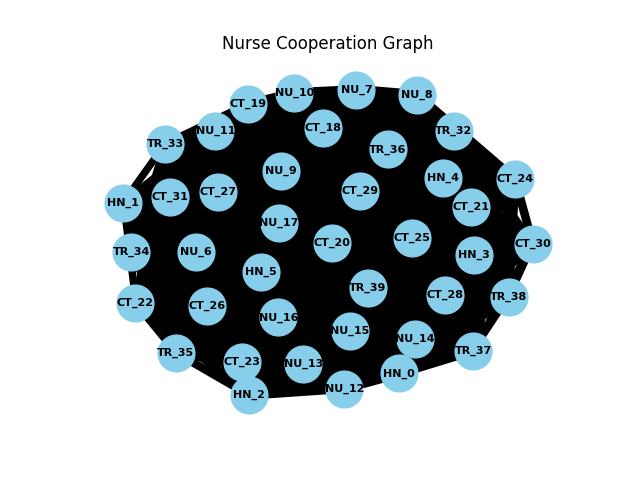 Nurse Cooperation Graph
NU_7
NU_10
NU_8
CT_19
CT_18
NU_11
TR_32
TR_33
TR_36
NU_9
HN_4
CT_24
CT_29
CT_27
CT_31
HN_1
CT_21
NU_17
CT_25
CT_20
CT_30
TR_34
NU_6
HN_3
HN_5
TR_39
CT_28
TR_38
CT_22
CT_26
NU_16
NU_15
NU_14
TR_37
TR_35
CT_23
NU_13
HN_0
NU_12
HN_2